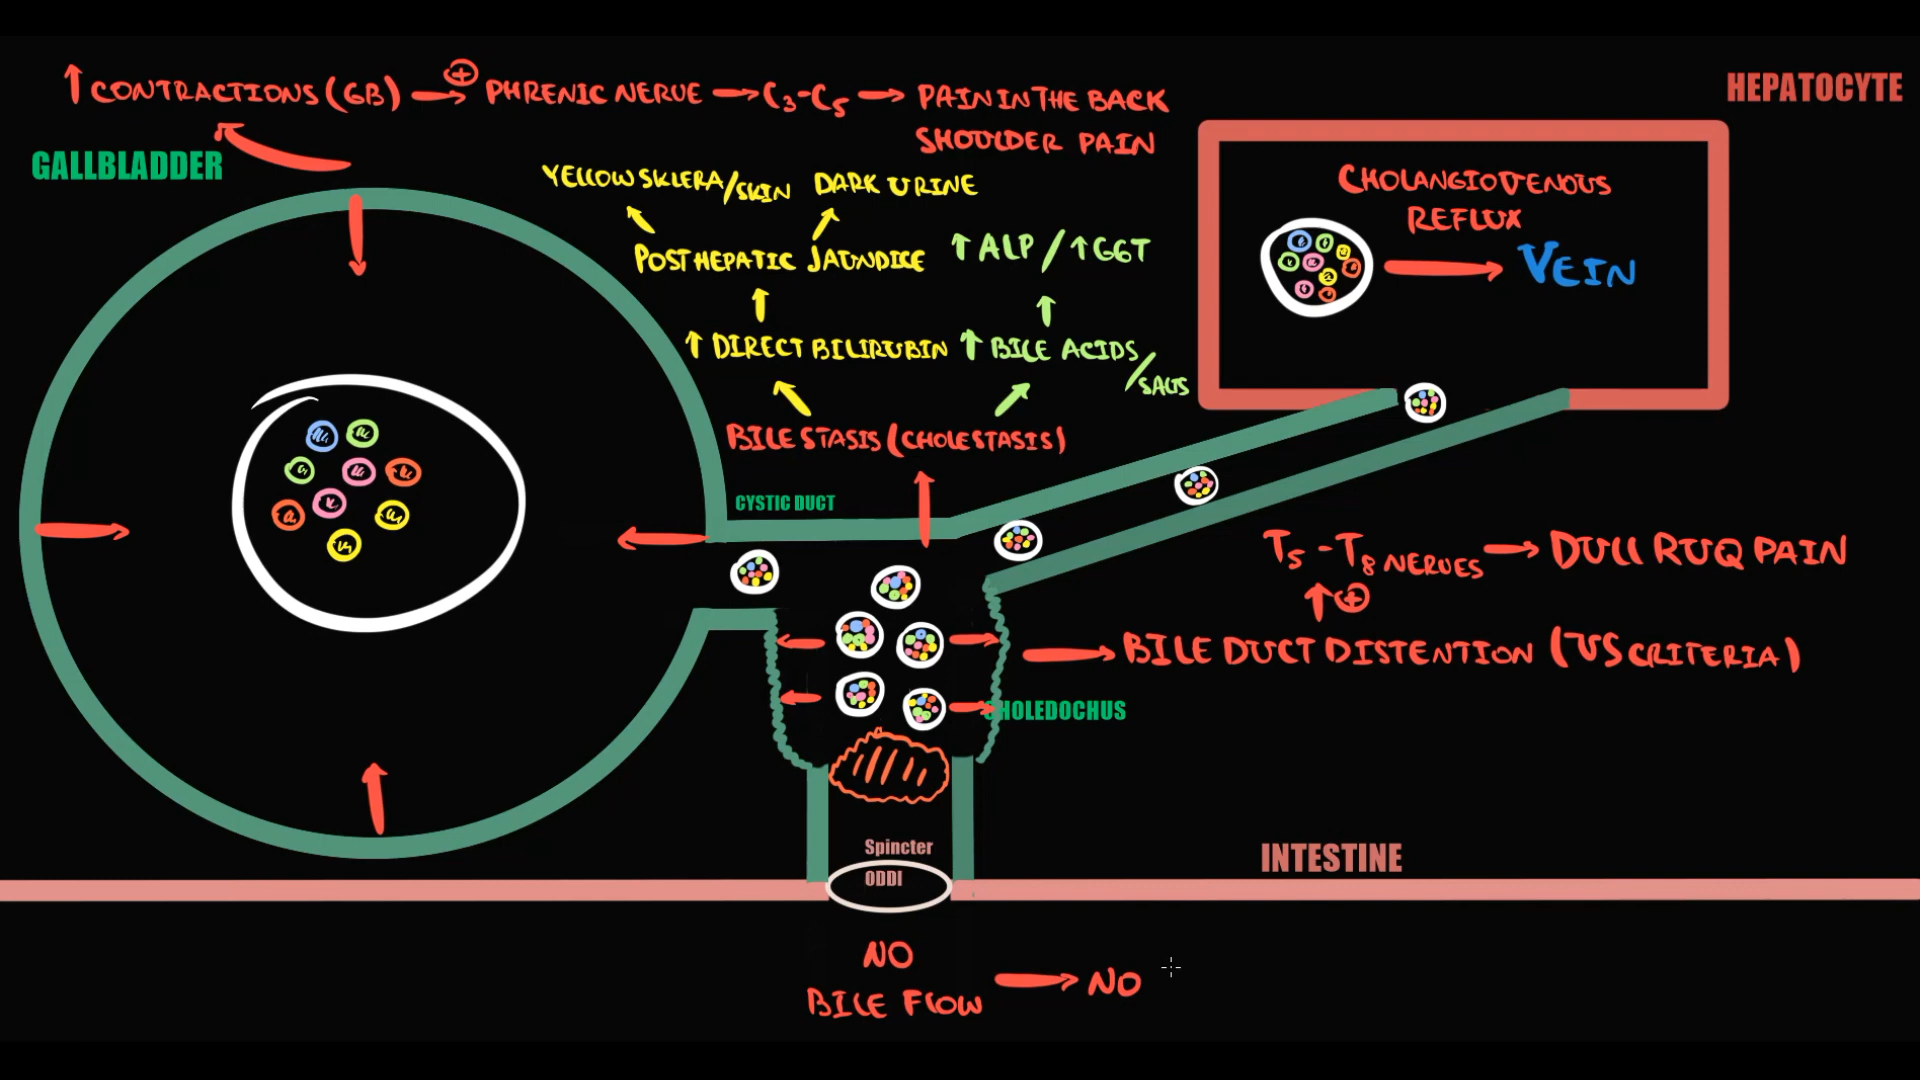 ↑ CONTRACTIONS (GB) → ⊕ PHRENIC NERVE → C3-C5 → PAIN IN THE BACK
SHOULDER PAIN
HEPATOCYTE
GALLBLADDER
YELLOW SKLERA/SKIN DARK URINE
CHOLANGIOVENOUS
REFLUX
POSTHEPATIC JAUNDICE
↑ ALP / ↑ GGT
VEIN
↑ DIRECT BILIRUBIN
↑ BILE ACIDS
/SALTS
BILE STASIS (CHOLESTASIS)
CYSTIC DUCT
T5-T8 NERVES → DULL RUQ PAIN
↑ ⊕
BILE DUCT DISTENTION (US CRITERIA)
CHOLEDOCHUS
Spincter
ODDI
INTESTINE
NO
BILE FLOW → NO